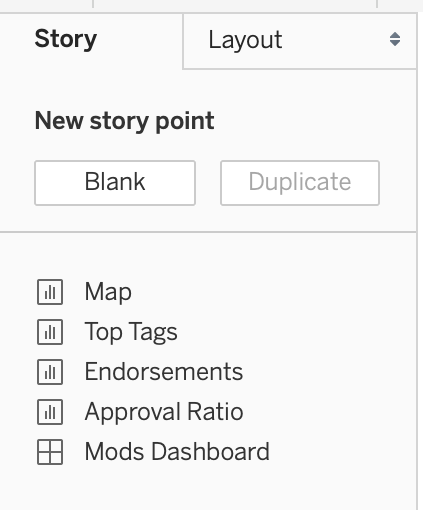 Story Layout
New story point
Blank Duplicate
Map
Top Tags
Endorsements
Approval Ratio
Mods Dashboard